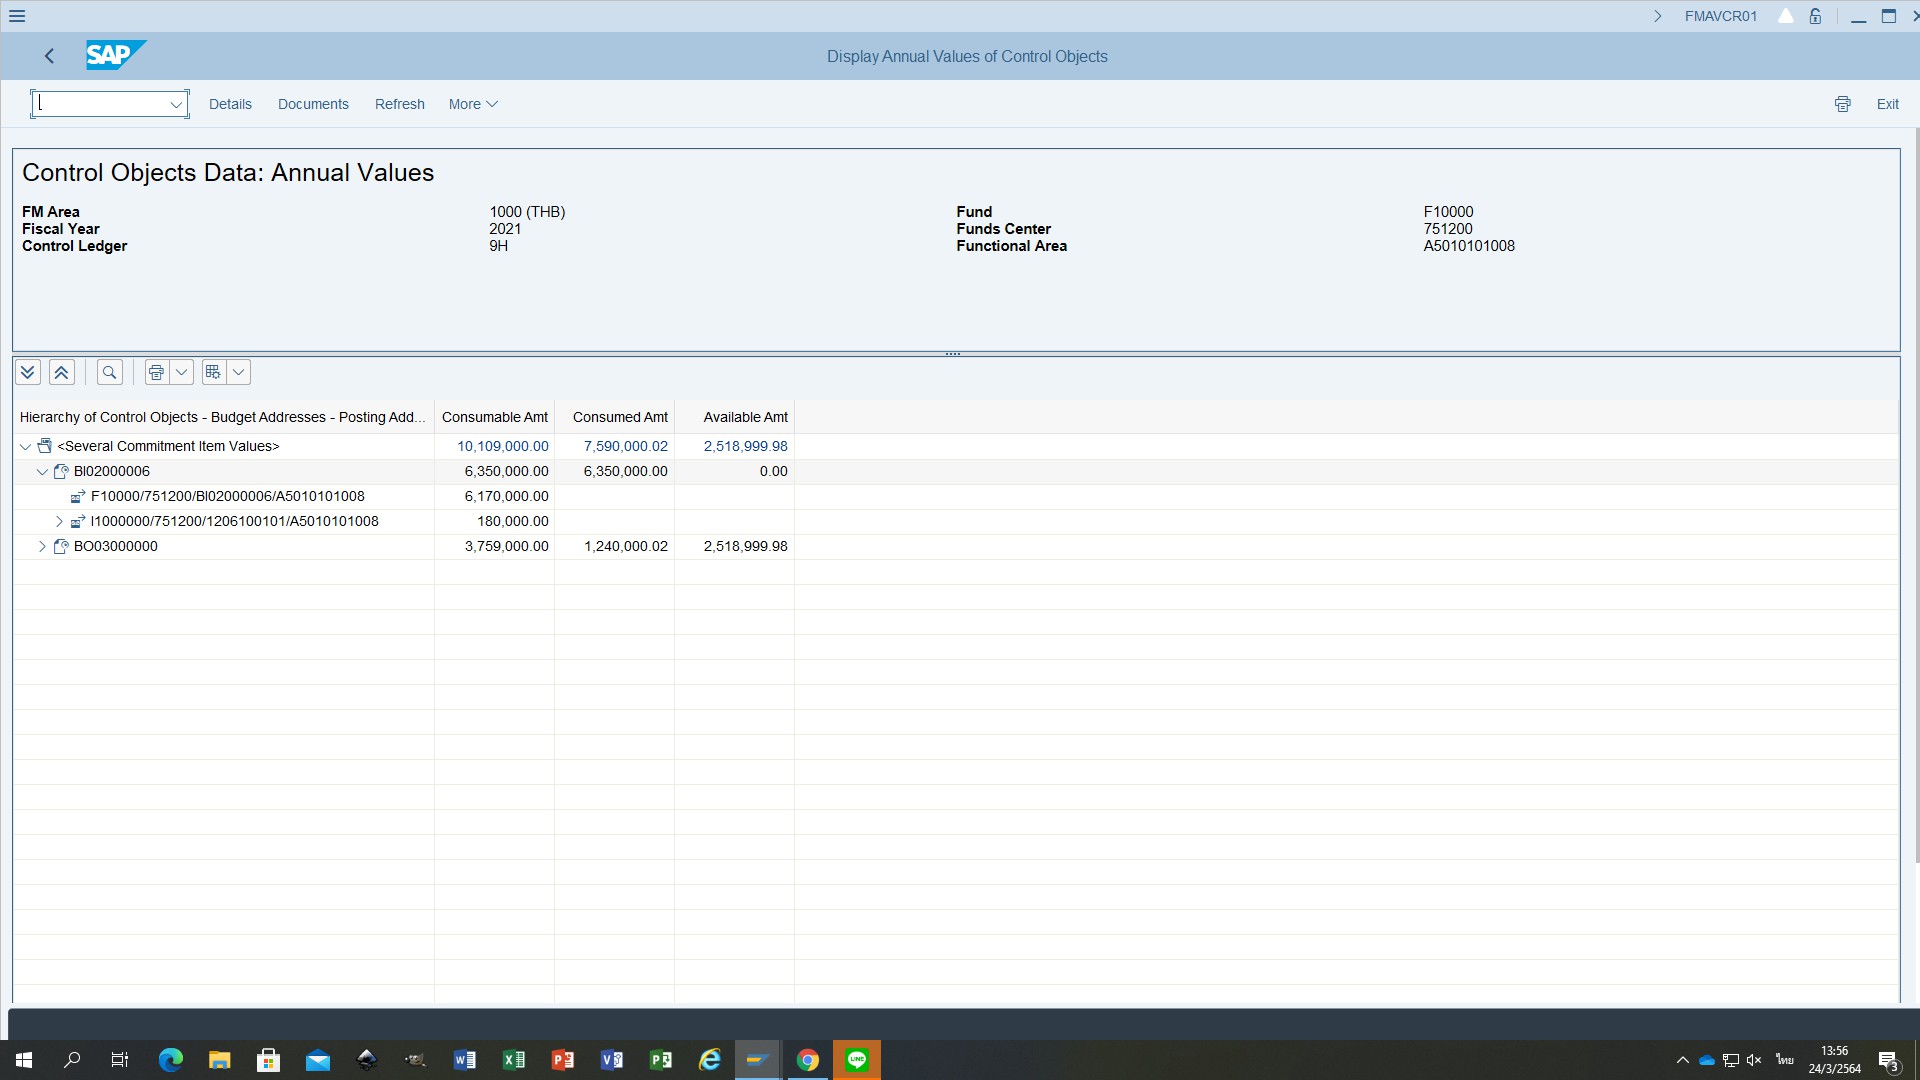 FMAVCR01
SAP
Display Annual Values of Control Objects
Details Documents Refresh More Exit
Control Objects Data: Annual Values
FM Area 1000 (THB) Fund F10000
Fiscal Year 2021 Funds Center 751200
Control Ledger 9H Functional Area A5010101008
Hierarchy of Control Objects - Budget Addresses - Posting Add... Consumable Amt Consumed Amt Available Amt
<Several Commitment Item Values> 10,109,000.00 7,590,000.02 2,518,999.98
BI02000006 6,350,000.00 6,350,000.00 0.00
F10000/751200/BI02000006/A5010101008 6,170,000.00
I1000000/751200/1206100101/A5010101008 180,000.00
BO03000000 3,759,000.00 1,240,000.02 2,518,999.98
LINE
ไทย
13:56
24/3/2564
3